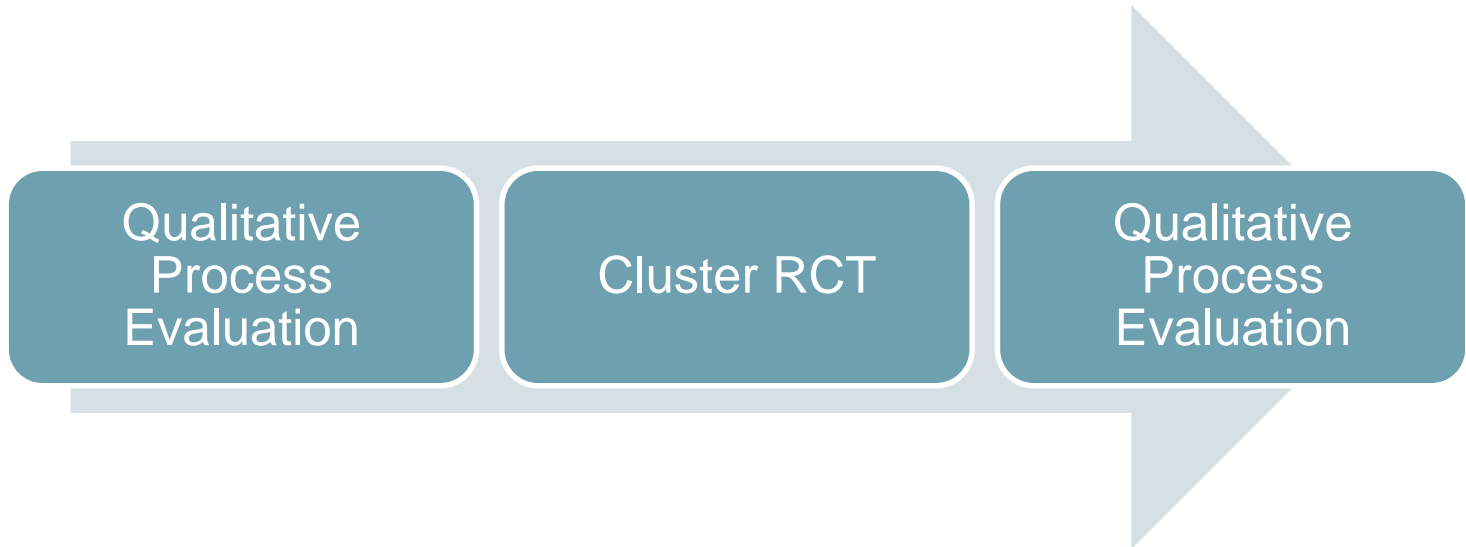 Qualitative
Process
Evaluation
Cluster RCT
Qualitative
Process
Evaluation